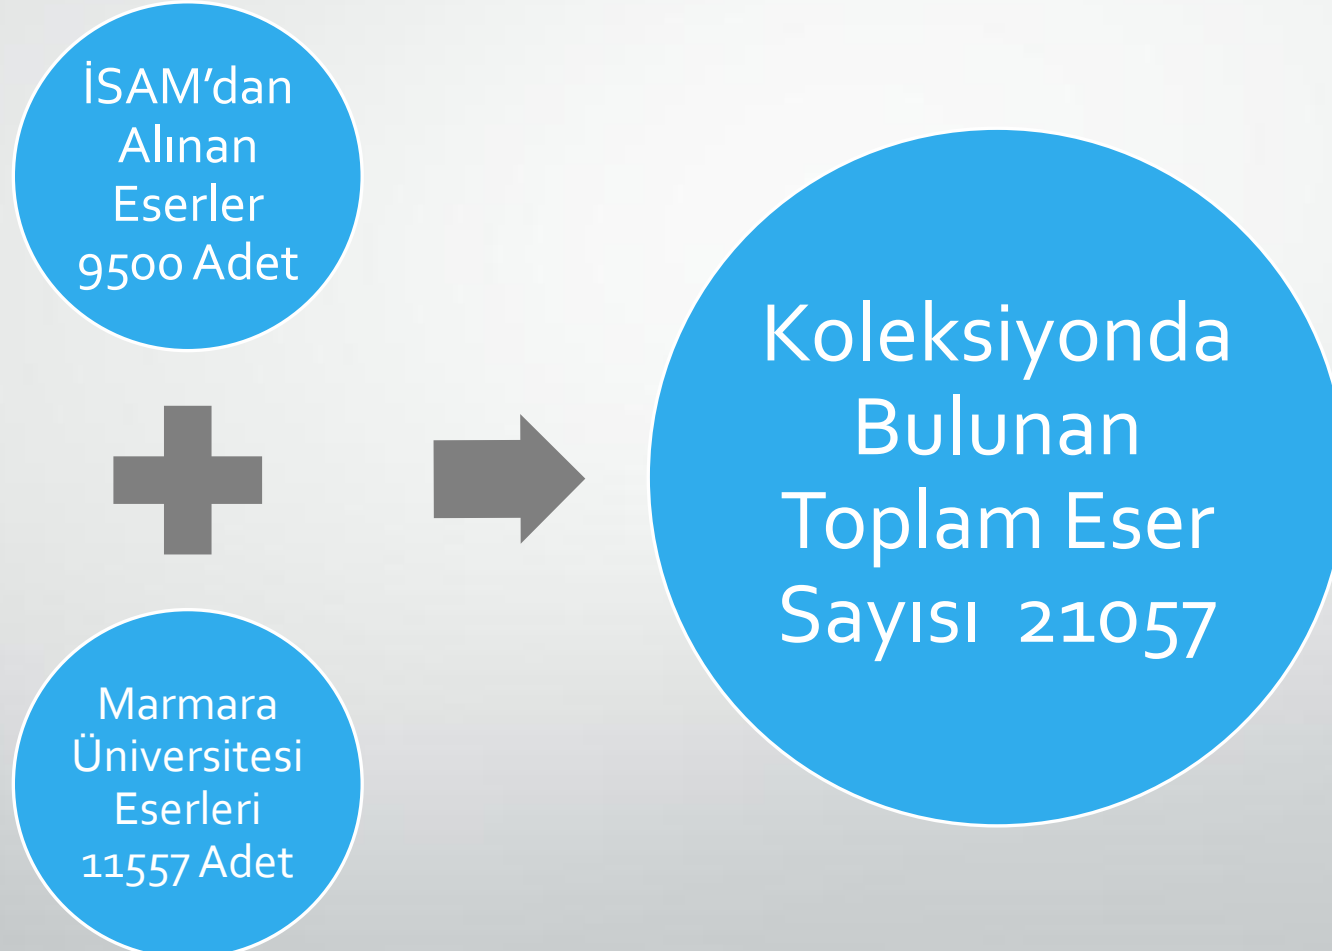 İSAM’dan
Alınan
Eserler
9500 Adet
Marmara
Üniversitesi
Eserleri
11557 Adet
Koleksiyonda
Bulunan
Toplam Eser
Sayısı 21057